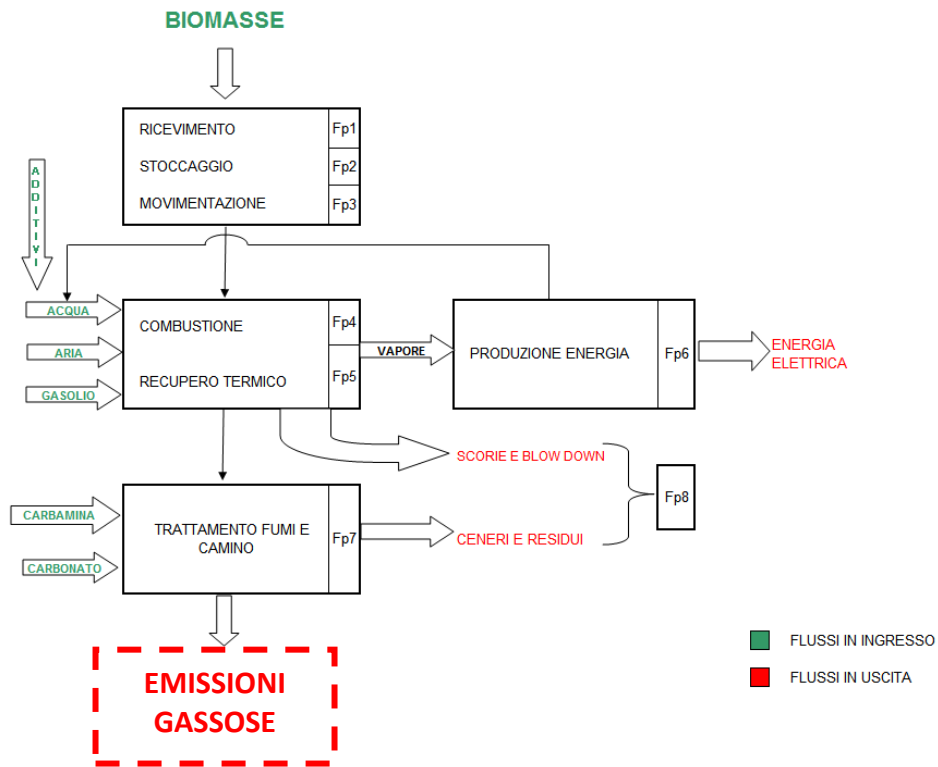 BIOMASSE
RICEVIMENTO
Fp1
STOCCAGGIO
Fp2
MOVIMENTAZIONE
Fp3
ADDITIVI
ACQUA
ARIA
GASOLIO
COMBUSTIONE
Fp4
RECUPERO TERMICO
Fp5
VAPORE
PRODUZIONE ENERGIA
Fp6
ENERGIA
ELETTRICA
SCORIE E BLOW DOWN
Fp8
CARBAMINA
CARBONATO
TRATTAMENTO FUMI E
CAMINO
Fp7
CENERI E RESIDUI
EMISSIONI
GASSOSE
FLUSSI IN INGRESSO
FLUSSI IN USCITA